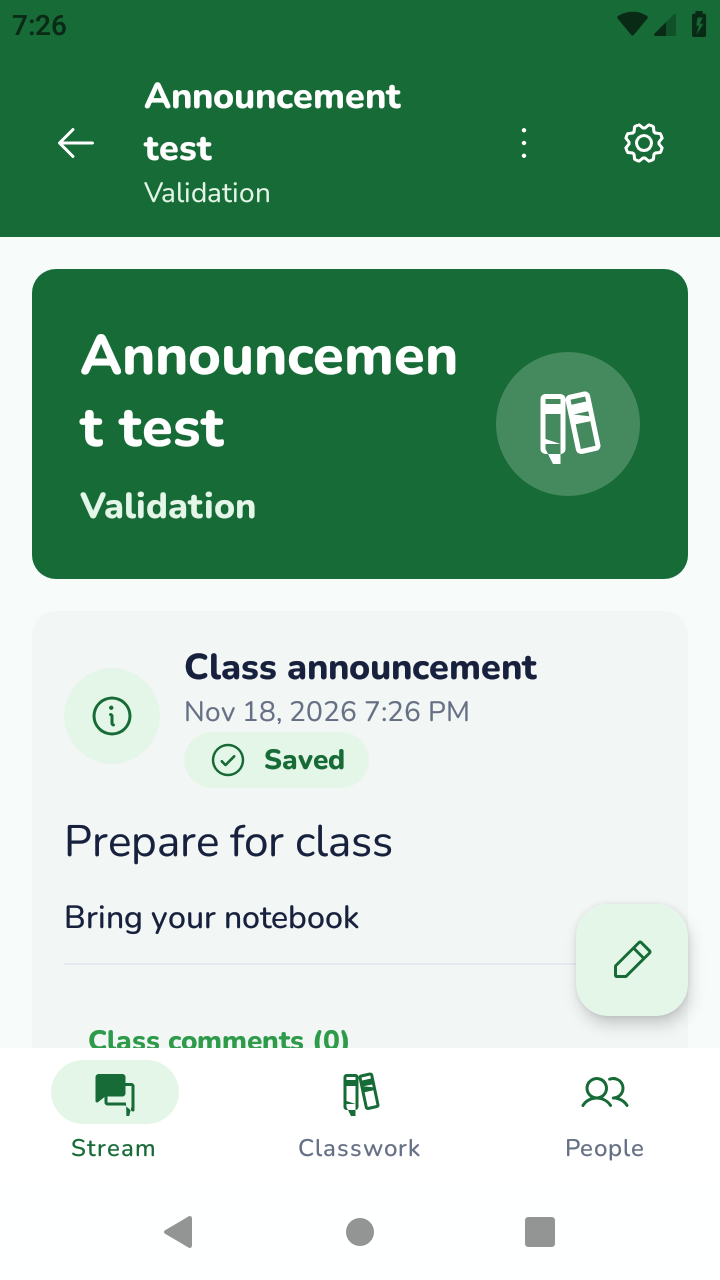 7:26
Announcement
test
Validation
Announcemen
t test
Validation
Class announcement
Nov 18, 2026 7:26 PM
Saved
Prepare for class
Bring your notebook
Class comments (0)
Stream
Classwork
People